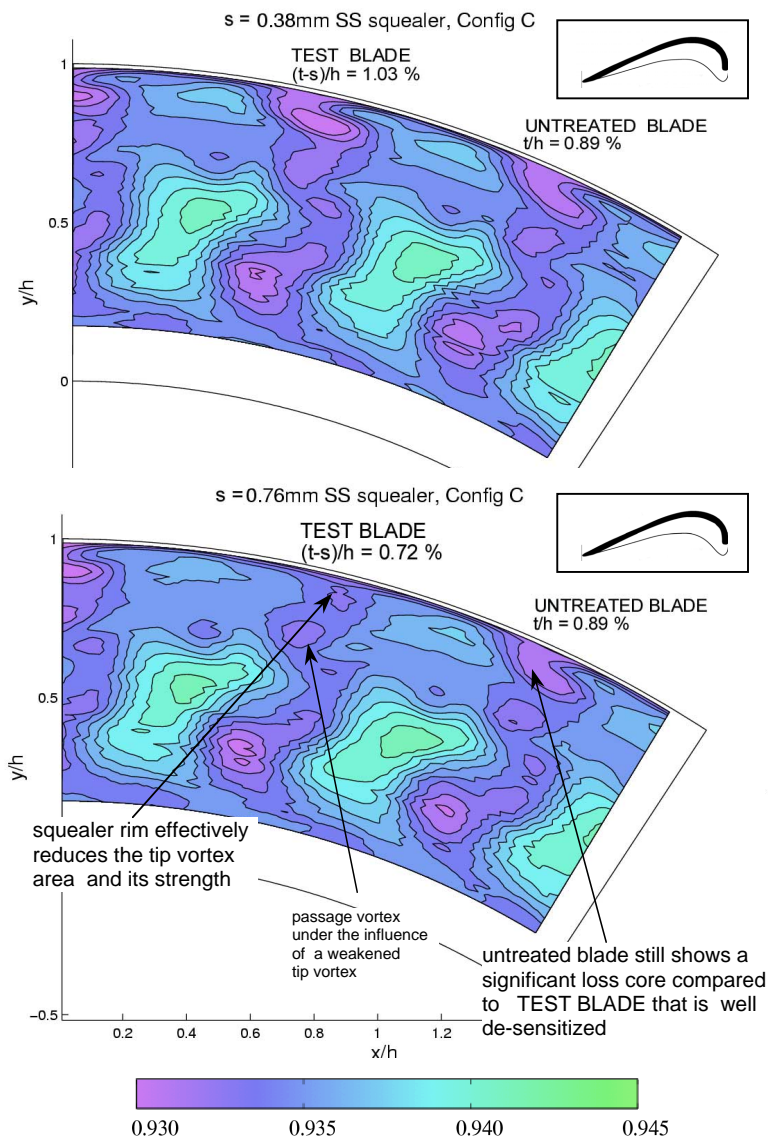 s = 0.38mm SS squealer, Config C
TEST BLADE
(t-s)/h = 1.03 %
UNTREATED BLADE
t/h = 0.89 %
1
0.5
0
y/h
s = 0.76mm SS squealer, Config C
TEST BLADE
(t-s)/h = 0.72 %
UNTREATED BLADE
t/h = 0.89 %
1
0.5
y/h
squealer rim effectively
reduces the tip vortex
area and its strength
passage vortex
under the influence
of a weakened
tip vortex
untreated blade still shows a
significant loss core compared
to TEST BLADE that is well
de-sensitized
−0.5
0.2 0.4 0.6 0.8 1 1.2
x/h
0.930 0.935 0.940 0.945